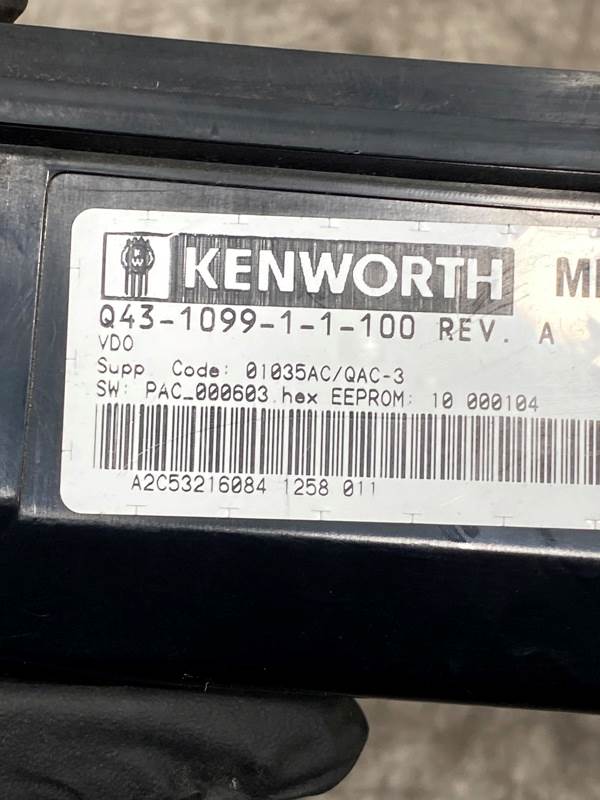 KENWORTH
Q43-1099-1-1-100 REV. A
VDO
Supp. Code: 01035AC/QAC-3
SW: PAC_000603.hex EEPROM: 10 000104
A2C53216084 1258 011